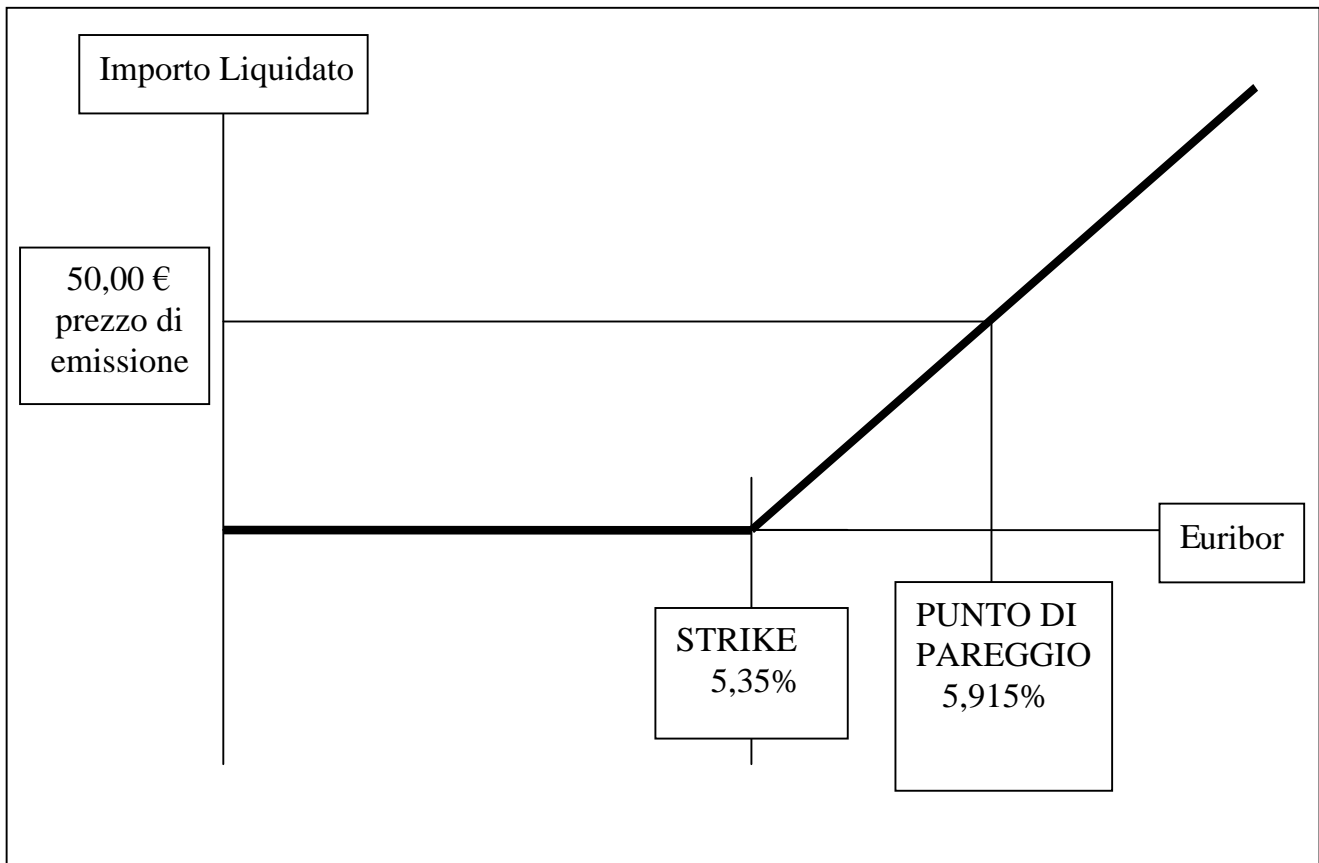 Importo Liquidato
50,00 €
prezzo di
emissione
Euribor
STRIKE
5,35%
PUNTO DI
PAREGGIO
5,915%